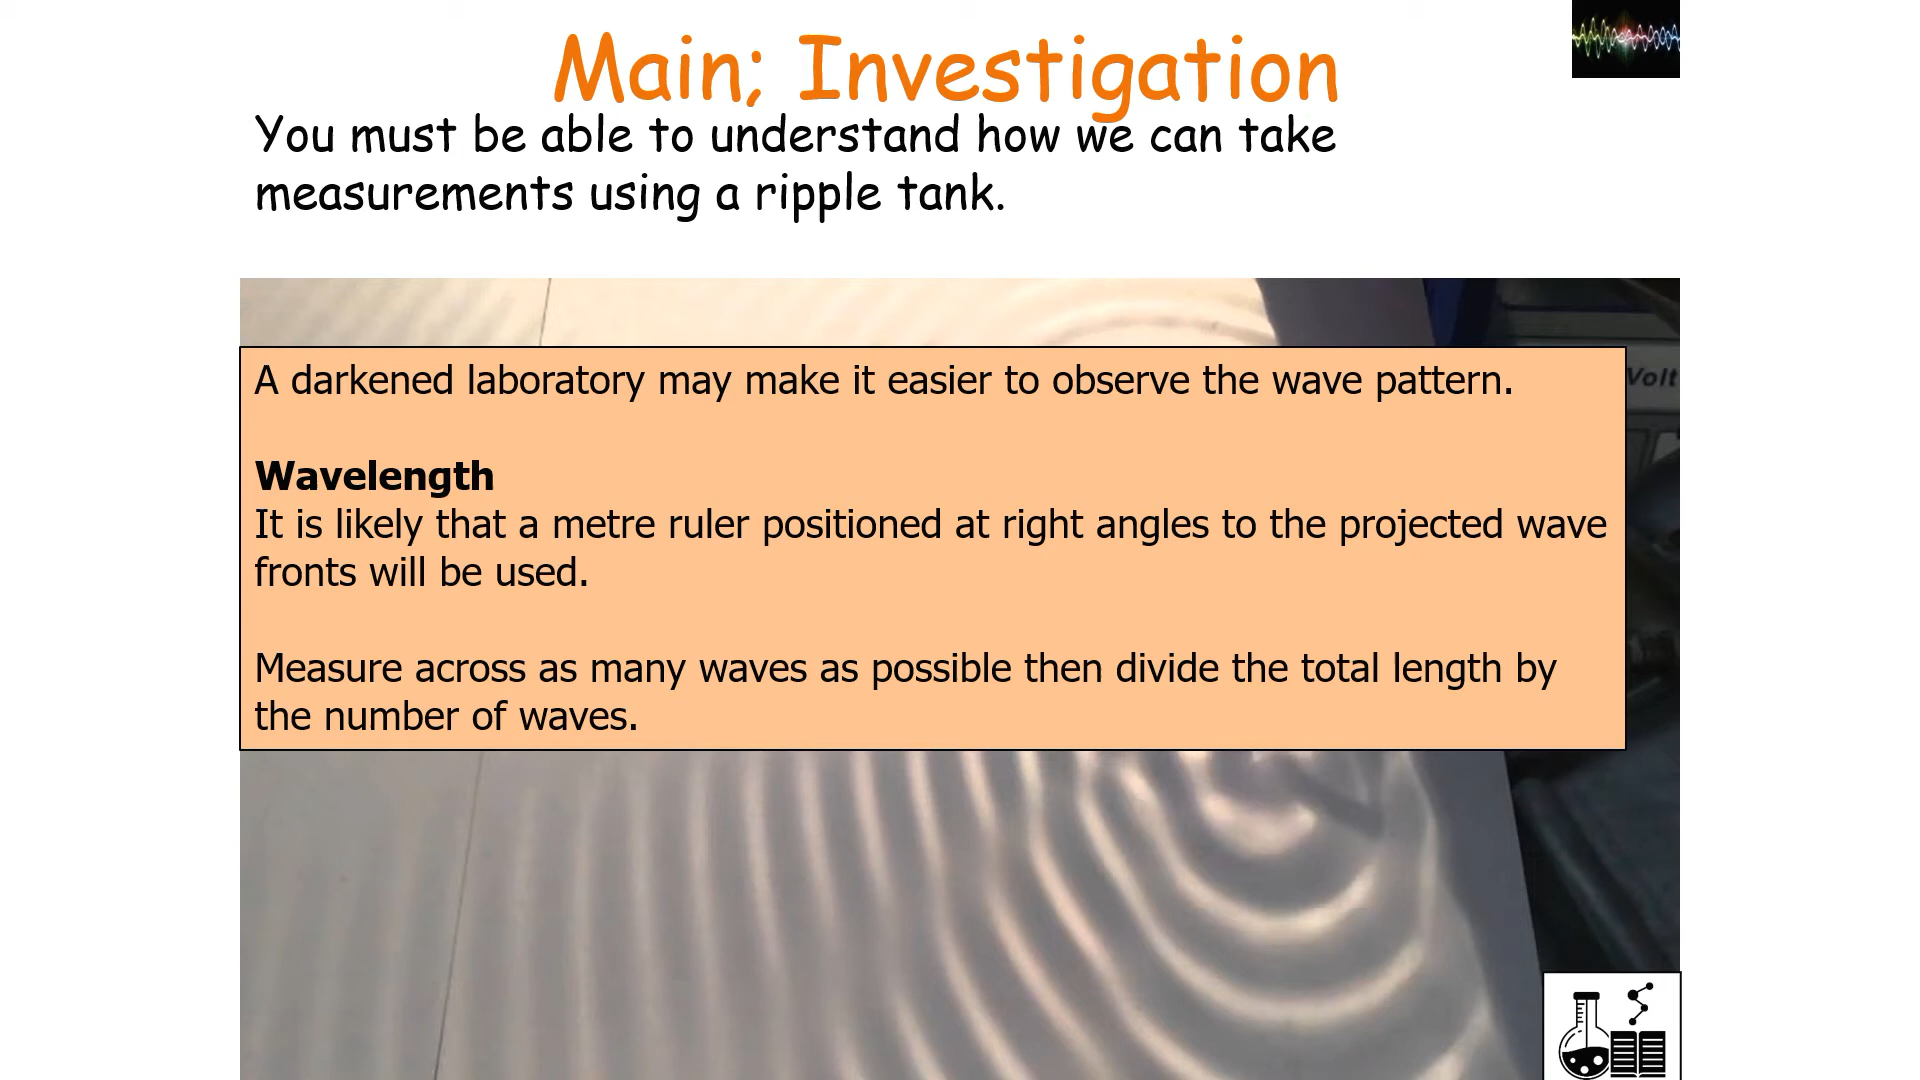 Main; Investigation
You must be able to understand how we can take
measurements using a ripple tank.
A darkened laboratory may make it easier to observe the wave pattern.
Volt
Wavelength
It is likely that a metre ruler positioned at right angles to the projected wave
fronts will be used.
Measure across as many waves as possible then divide the total length by
the number of waves.